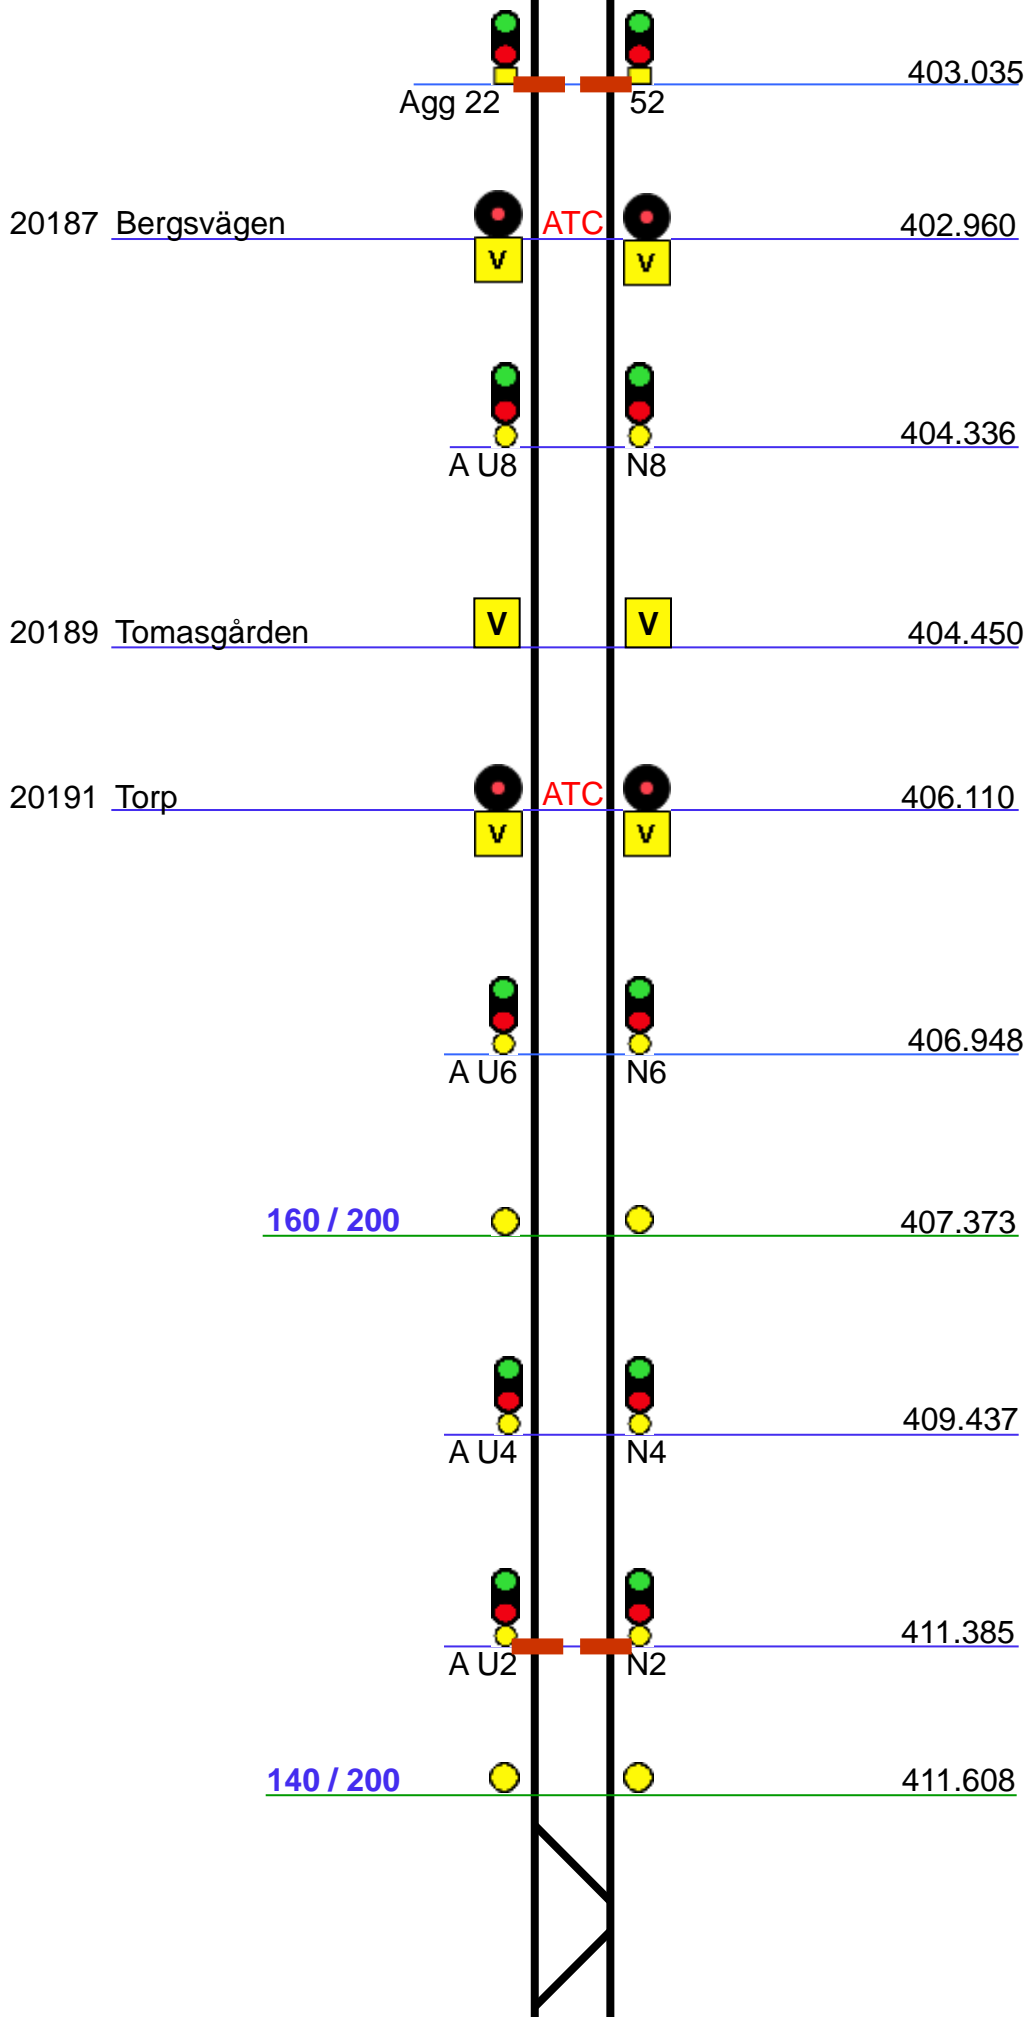 403.035
Agg 22 52
20187 Bergsvägen ATC 402.960
V V
404.336
A U8 N8
20189 Tomasgården V V 404.450
20191 Torp ATC 406.110
V V
406.948
A U6 N6
160 / 200 407.373
409.437
A U4 N4
411.385
A U2 N2
140 / 200 411.608